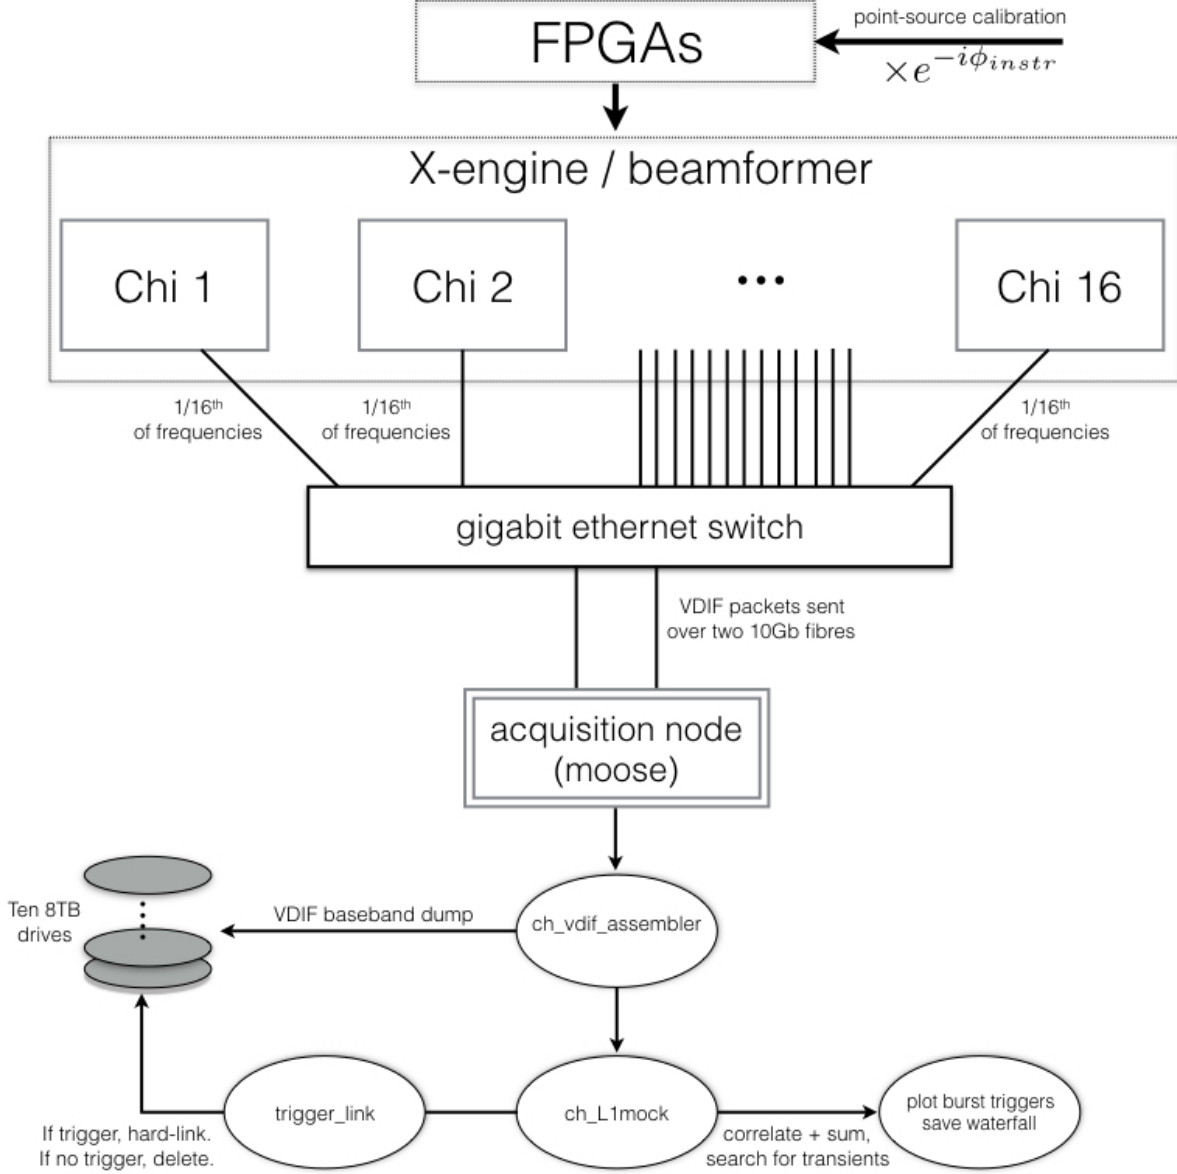 FPGAs
point-source calibration
×e^{-iϕ_{instr}}
X-engine / beamformer
Chi 1
Chi 2
...
Chi 16
1/16th
of frequencies
1/16th
of frequencies
1/16th
of frequencies
gigabit ethernet switch
VDIF packets sent
over two 10Gb fibres
acquisition node
(moose)
Ten 8TB
drives
VDIF baseband dump
ch_vdif_assembler
trigger_link
ch_L1mock
plot burst triggers
save waterfall
If trigger, hard-link.
If no trigger, delete.
correlate + sum,
search for transients